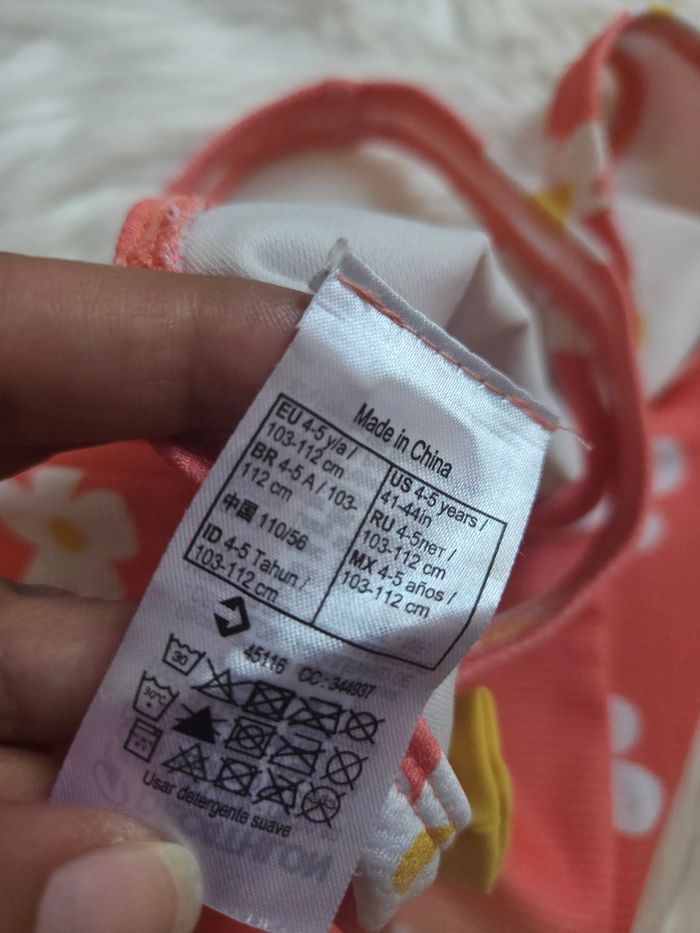 Made in China
EU 4-5 y/a /
103-112 cm
BR 4-5 A / 103-
112 cm
中国 110/56
ID 4-5 Tahun /
103-112 cm
US 4-5 years /
41-44in
RU 4-5лет /
103-112 cm
MX 4-5 años /
103-112 cm
45116 CC: 344937
30
30°C
Usar detergente suave